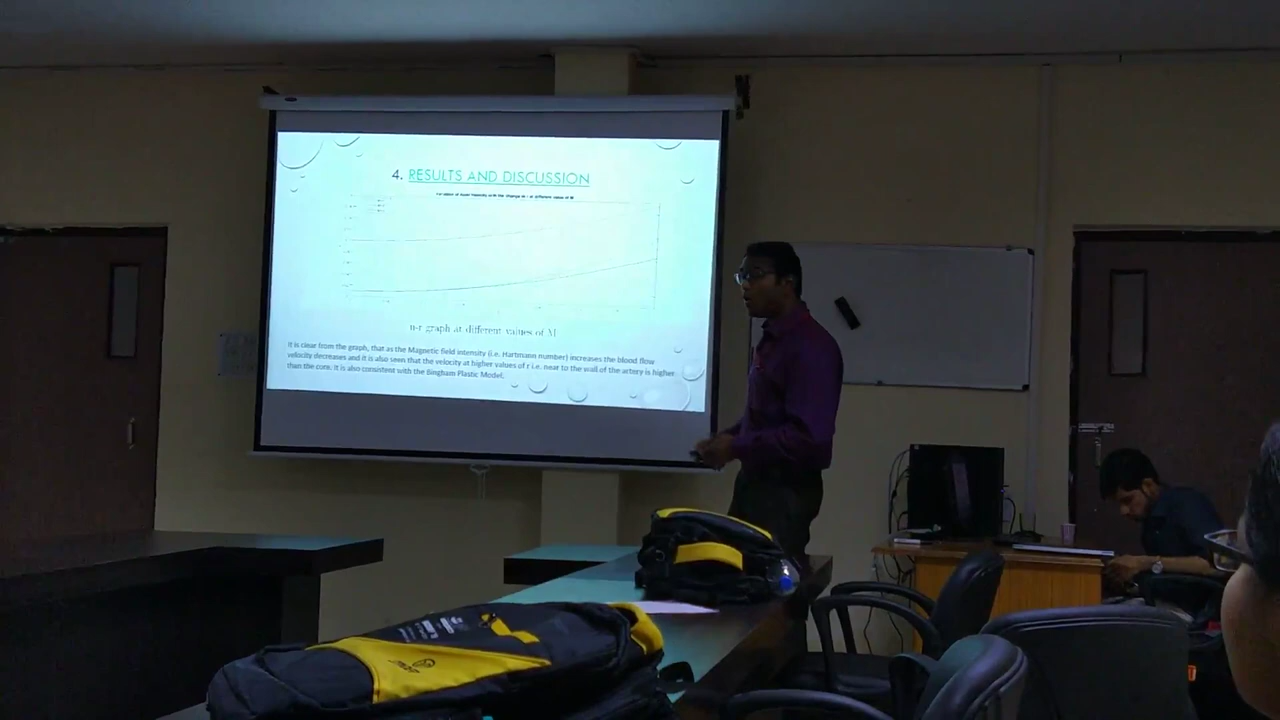 4. RESULTS AND DISCUSSION
u-r graph at different values of M
It is clear from the graph, that as the Magnetic field intensity (i.e. Hartmann number) increases the blood flow
velocity decreases and it is also seen that the velocity at higher values of r i.e. near to the wall of the artery is higher
than the core. It is also consistent with the Bingham Plastic Model.